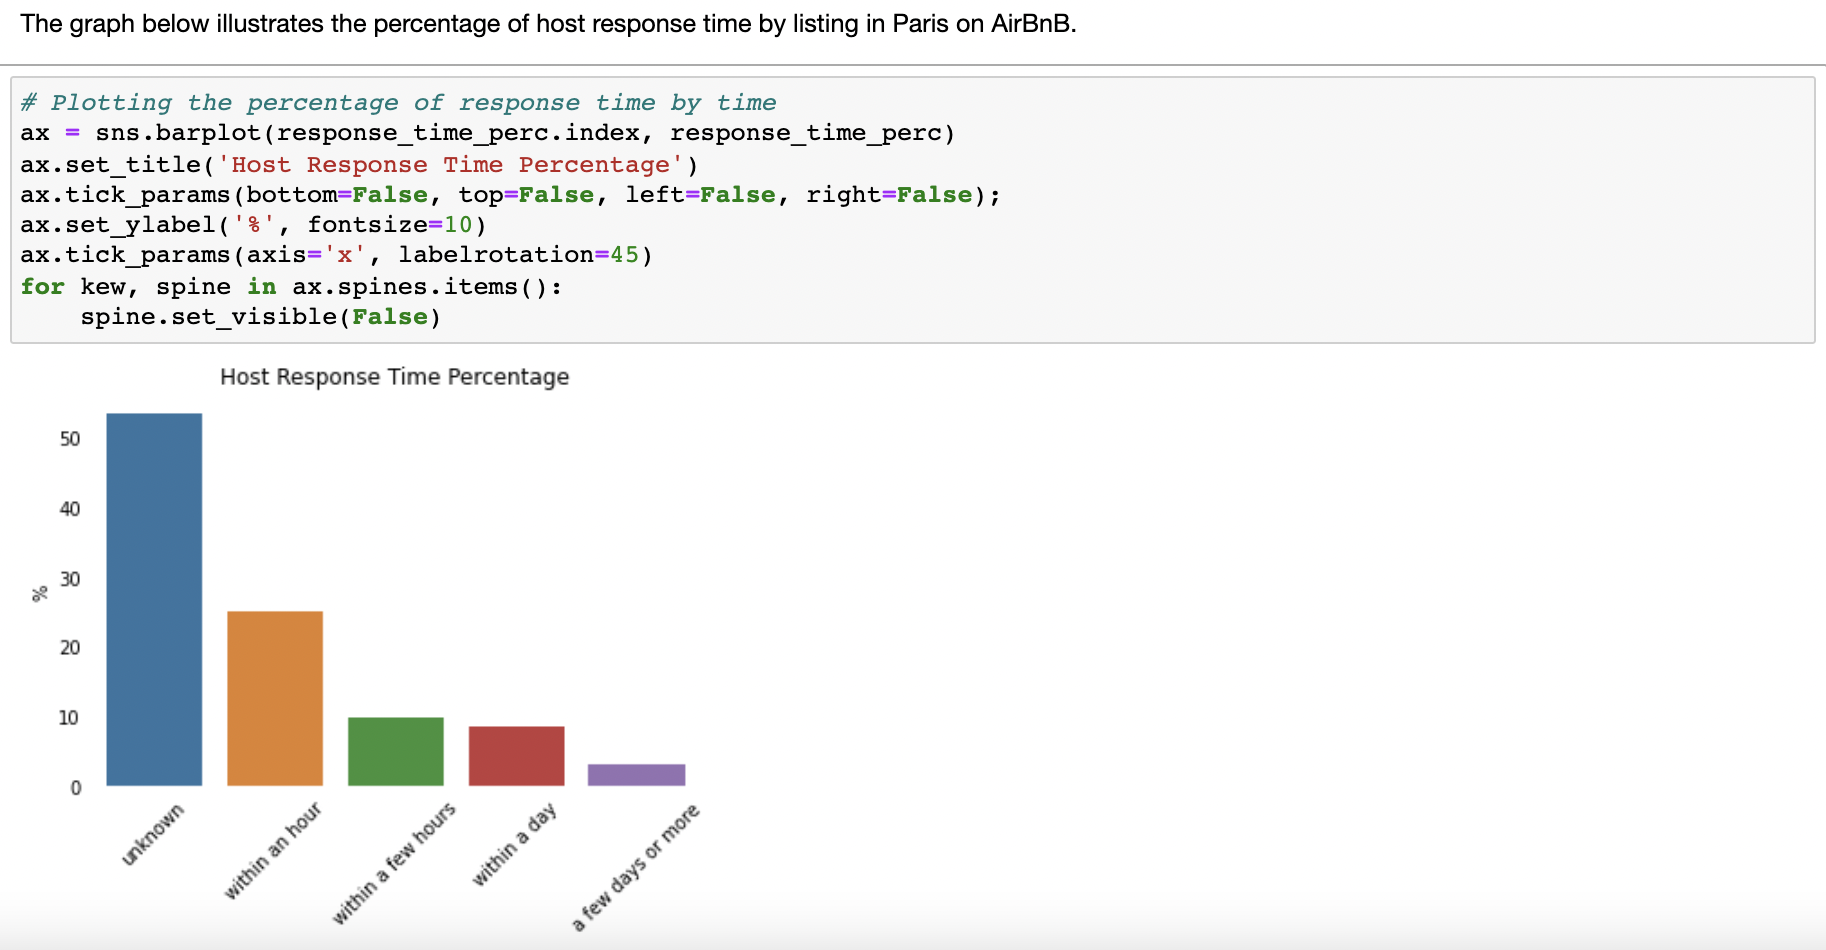 The graph below illustrates the percentage of host response time by listing in Paris on AirBnB.
# Plotting the percentage of response time by time
ax = sns.barplot(response_time_perc.index, response_time_perc)
ax.set_title('Host Response Time Percentage')
ax.tick_params(bottom=False, top=False, left=False, right=False);
ax.set_ylabel('%', fontsize=10)
ax.tick_params(axis='x', labelrotation=45)
for kew, spine in ax.spines.items():
    spine.set_visible(False)
Host Response Time Percentage
50
40
30
%
20
10
0
unknown
within an hour
within a few hours
within a day
a few days or more